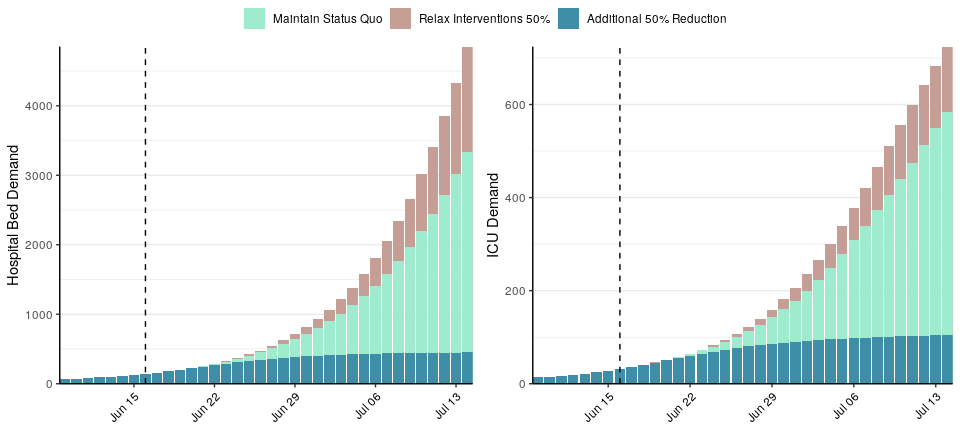 Maintain Status Quo Relax Interventions 50% Additional 50% Reduction
Hospital Bed Demand
4000
3000
2000
1000
0
Jun 15 Jun 22 Jun 29 Jul 06 Jul 13
ICU Demand
600
400
200
0
Jun 15 Jun 22 Jun 29 Jul 06 Jul 13